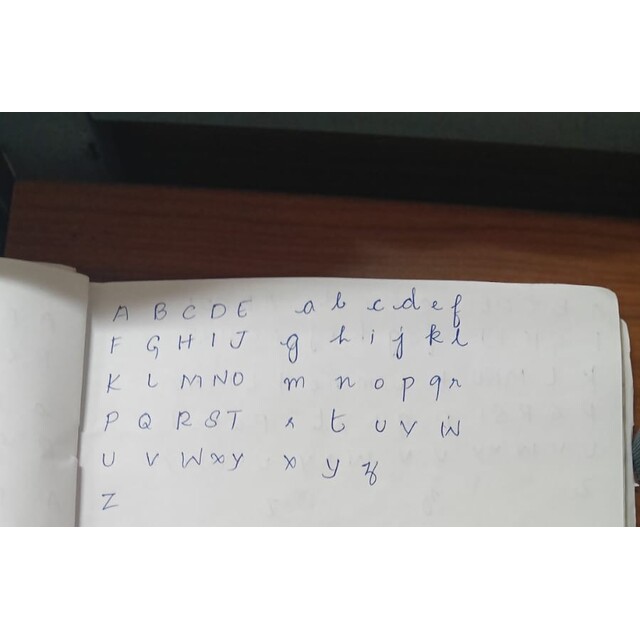 A B C D E a b c d e f
F G H I J g h i j k l
K L M N O m n o p q r
P Q R S T s t u v w
U V W X Y x y z
Z